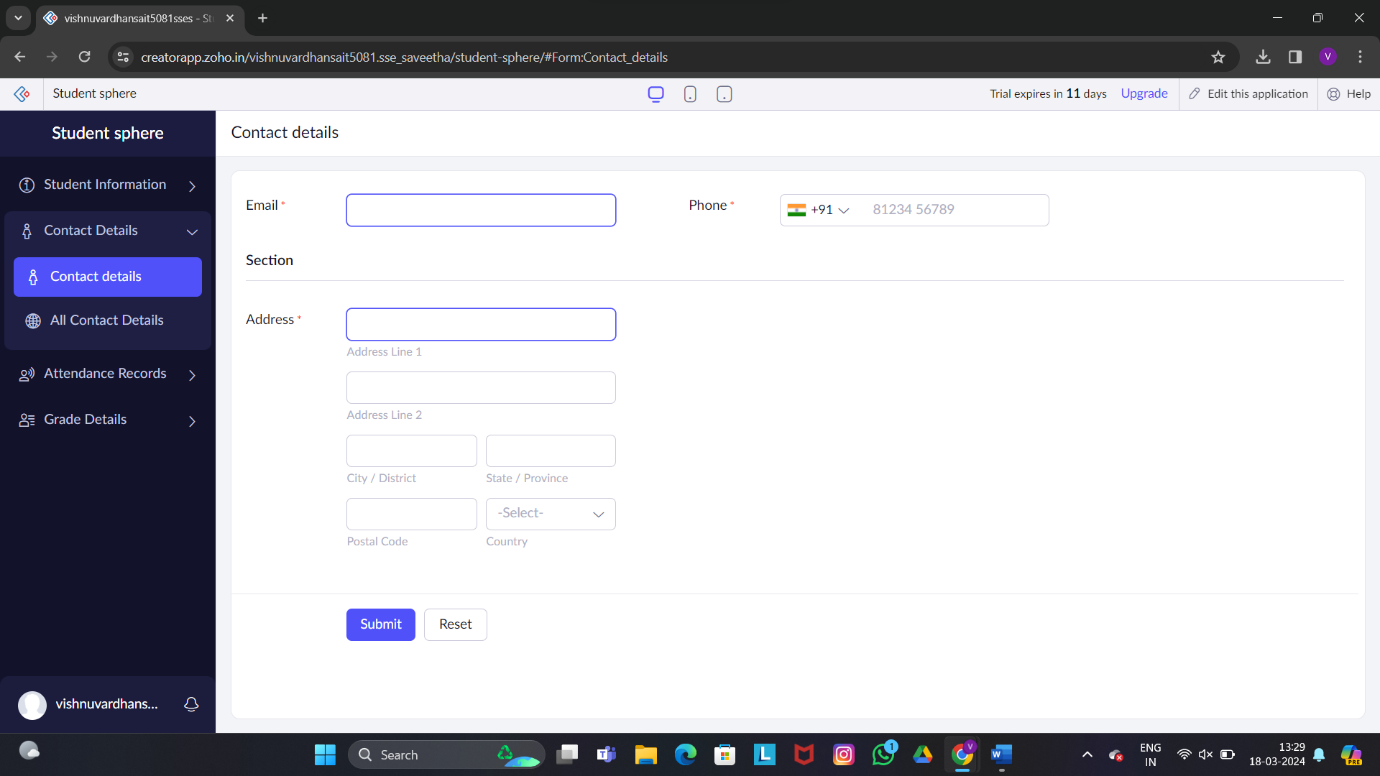 vishnuvardhansait5081sses - St
creatorapp.zoho.in/vishnuvardhansait5081.sse_saveetha/student-sphere/#Form:Contact_details
V
Student sphere
Trial expires in 11 days Upgrade Edit this application Help
Student sphere
Contact details
Student Information
Contact Details
Contact details
All Contact Details
Attendance Records
Grade Details
Email *
Phone *
+91 81234 56789
Section
Address *
Address Line 1
Address Line 2
City / District State / Province
-Select-
Postal Code Country
Submit Reset
vishnuvardhans...
Search
T
L
1
V
W
ENG
IN
13:29
18-03-2024
PRE